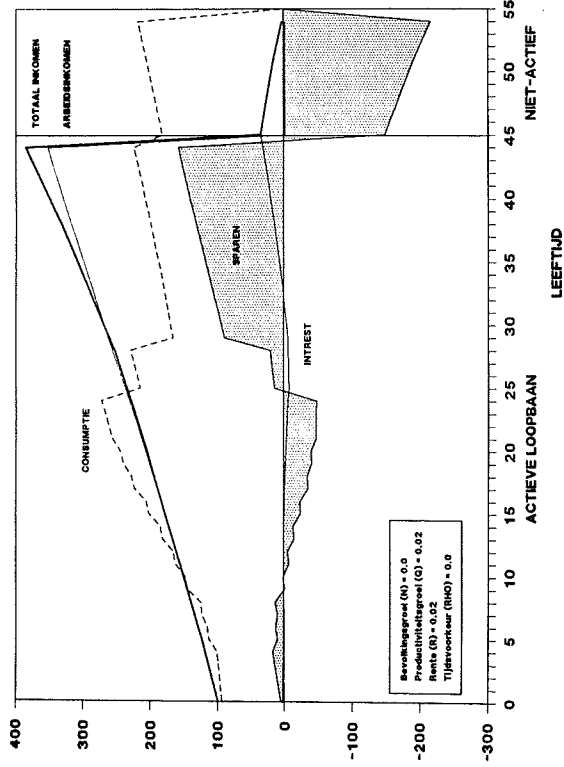 400
300
200
100
0
-100
-200
-300
TOTAAL INKOMEN
ARBEIDSINKOMEN
CONSUMPTIE
SPAREN
INTREST
Bevolkingsgroei (N) = 0.0
Productiviteitsgroei (Q) = 0.02
Rente (R) = 0.02
Tijdsvoorkeur (RHO) = 0.0
0 5 10 15 20 25 30 35 40 45 50 55
ACTIEVE LOOPBAAN NIET-ACTIEF
LEEFTIJD